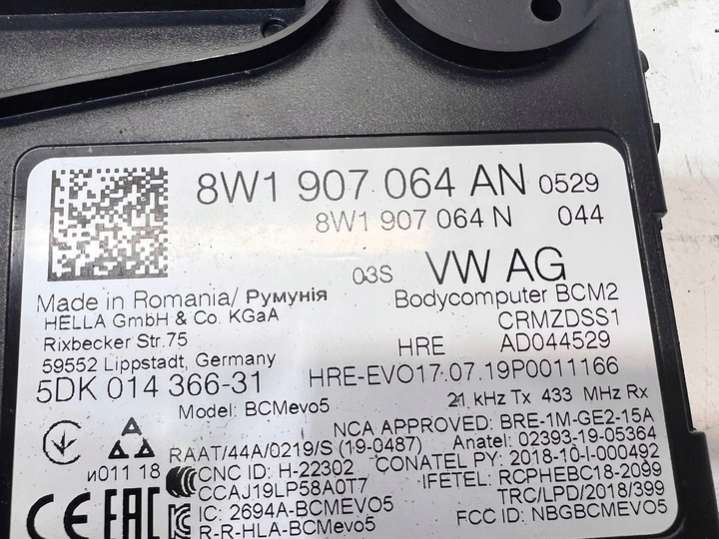 8W1 907 064 AN 0529
8W1 907 064 N 044
03S VW AG
Made in Romania/ Румунія
Bodycomputer BCM2
HELLA GmbH & Co. KGaA
CRMZDSS1
Rixbecker Str.75
HRE AD044529
59552 Lippstadt, Germany
5DK 014 366-31 HRE-EVO17.07.19P0011166
Model: BCMevo5 21 kHz Tx 433 MHz Rx
NCA APPROVED: BRE-1M-GE2-15A
RAAT/44A/0219/S (19-0487) Anatel: 02393-19-05364
и011 18 CNC ID: H-22302 CONATEL PY: 2018-10-I-000492
CCAJ19LP58A0T7 IFETEL: RCPHEBC18-2099
CE EAC IC: 2694A-BCMEVO5 TRC/LPD/2018/399
R-R-HLA-BCMevo5 FCC ID: NBGBCMEVO5